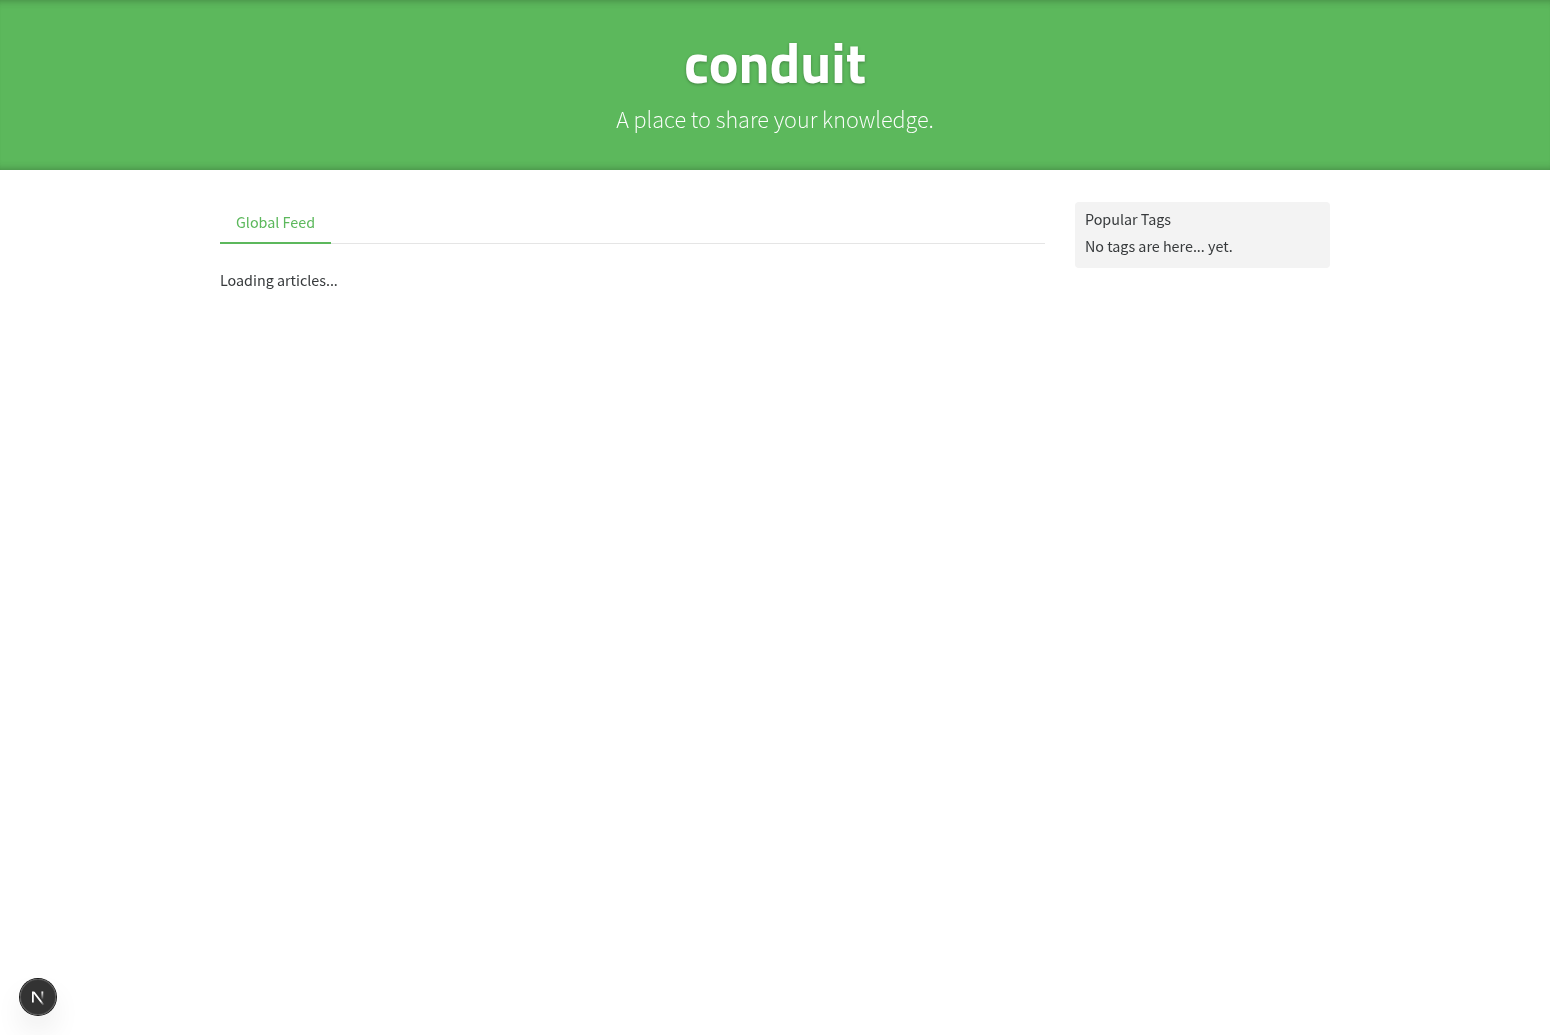 conduit
A place to share your knowledge.
Global Feed
Loading articles...
Popular Tags
No tags are here... yet.
N